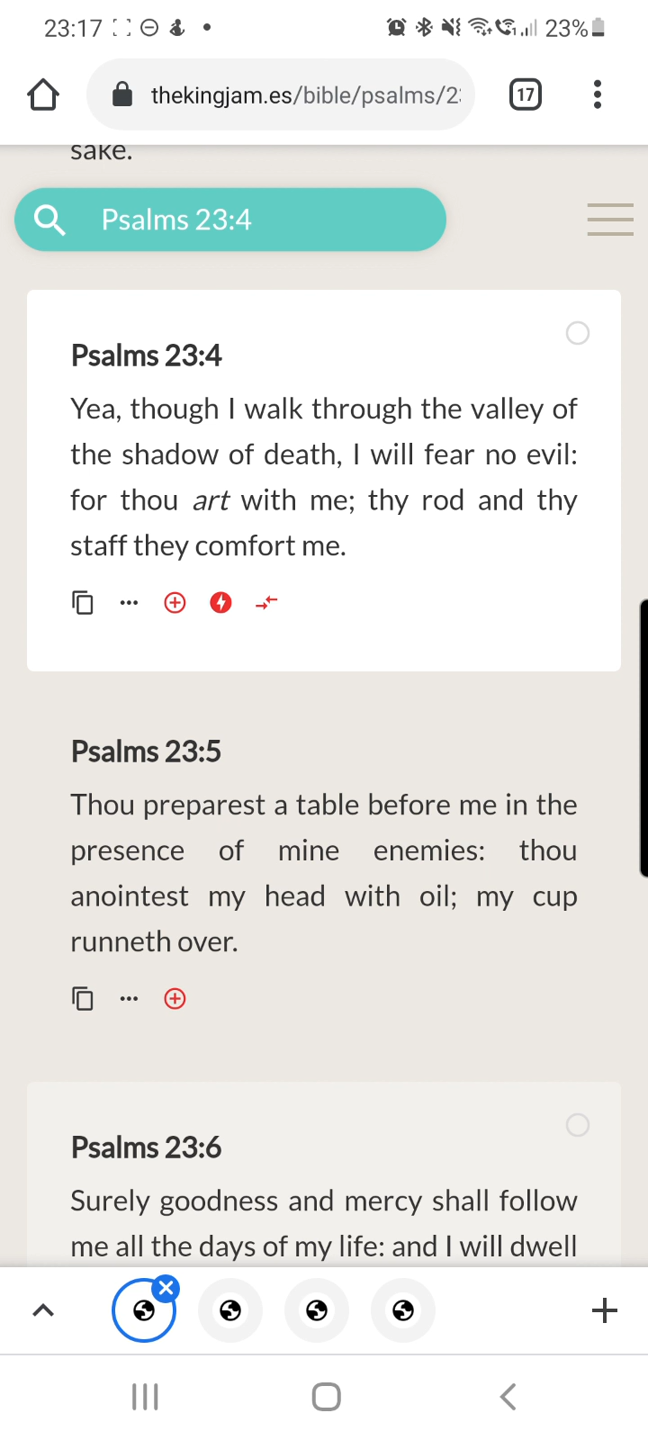 23:17
23%
thekingjam.es/bible/psalms/2
17
sake.
Psalms 23:4
Psalms 23:4
Yea, though I walk through the valley of
the shadow of death, I will fear no evil:
for thou art with me; thy rod and thy
staff they comfort me.
Psalms 23:5
Thou preparest a table before me in the
presence of mine enemies: thou
anointest my head with oil; my cup
runneth over.
Psalms 23:6
Surely goodness and mercy shall follow
me all the days of my life: and I will dwell